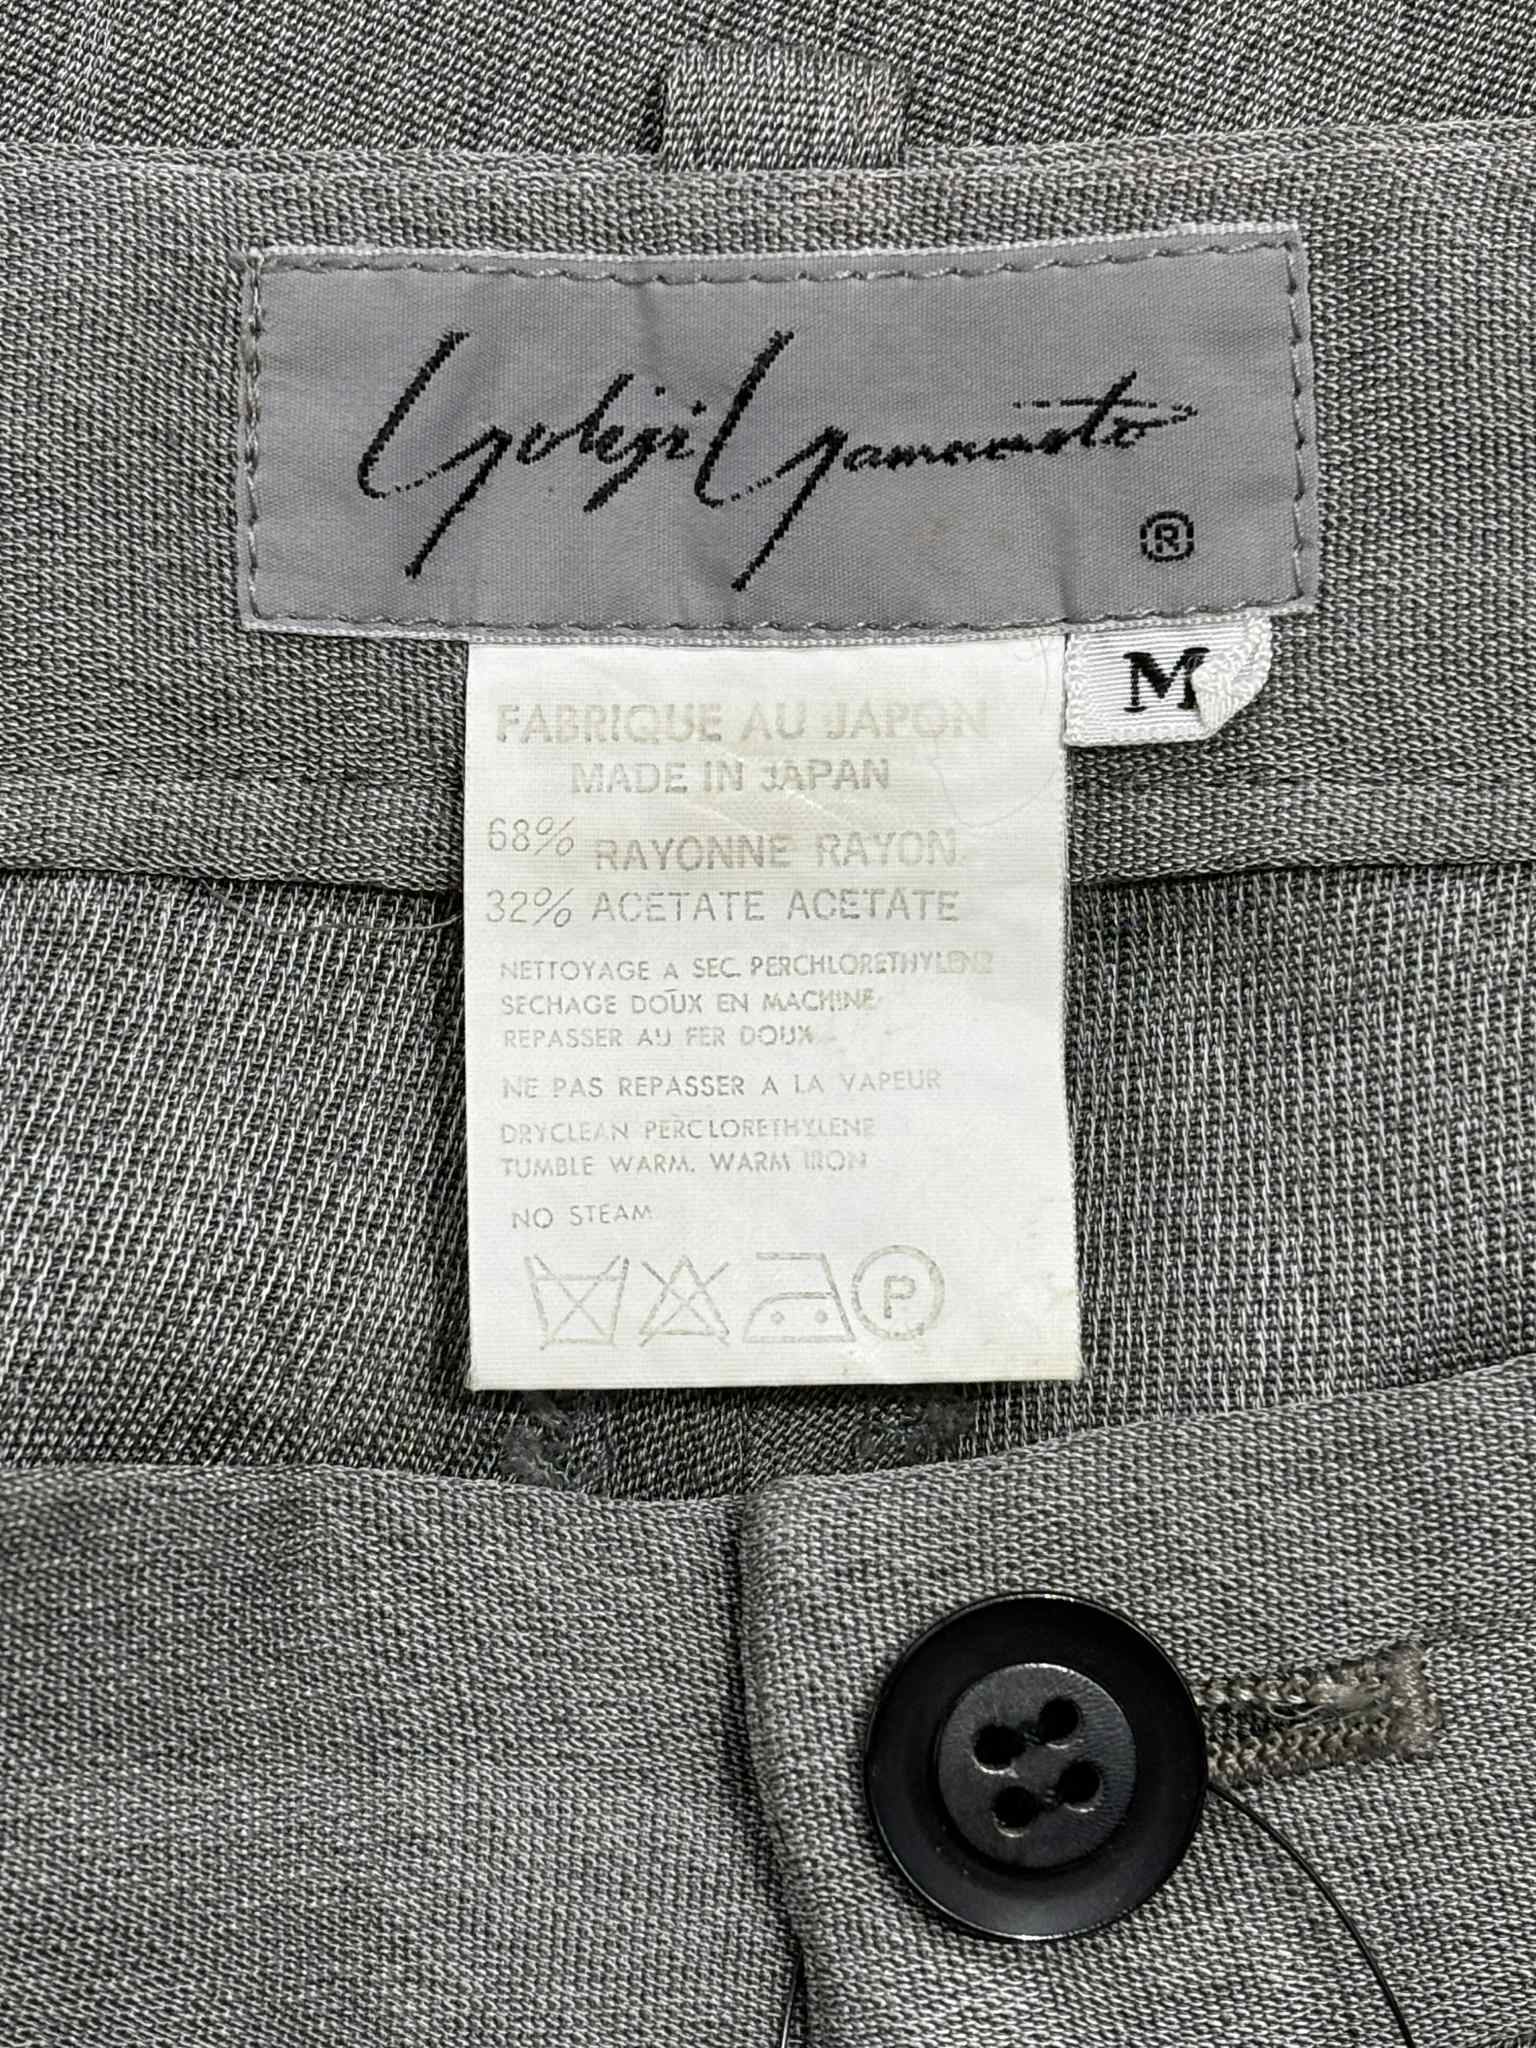 Yohji Yamamoto
®
M
FABRIQUE AU JAPON
MADE IN JAPAN
68% RAYONNE RAYON
32% ACETATE ACETATE
NETTOYAGE A SEC. PERCHLORETHYLENE
SECHAGE DOUX EN MACHINE
REPASSER AU FER DOUX
NE PAS REPASSER A LA VAPEUR
DRYCLEAN PERCLORETHYLENE
TUMBLE WARM. WARM IRON
NO STEAM
P